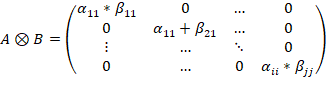 α₁₁ * β₁₁ 0 … 0
0 α₁₁ + β₂₁ … 0
A ⊗ B =
⋮ … ⋱ 0
0 … 0 αᵢᵢ * βⱼⱼ